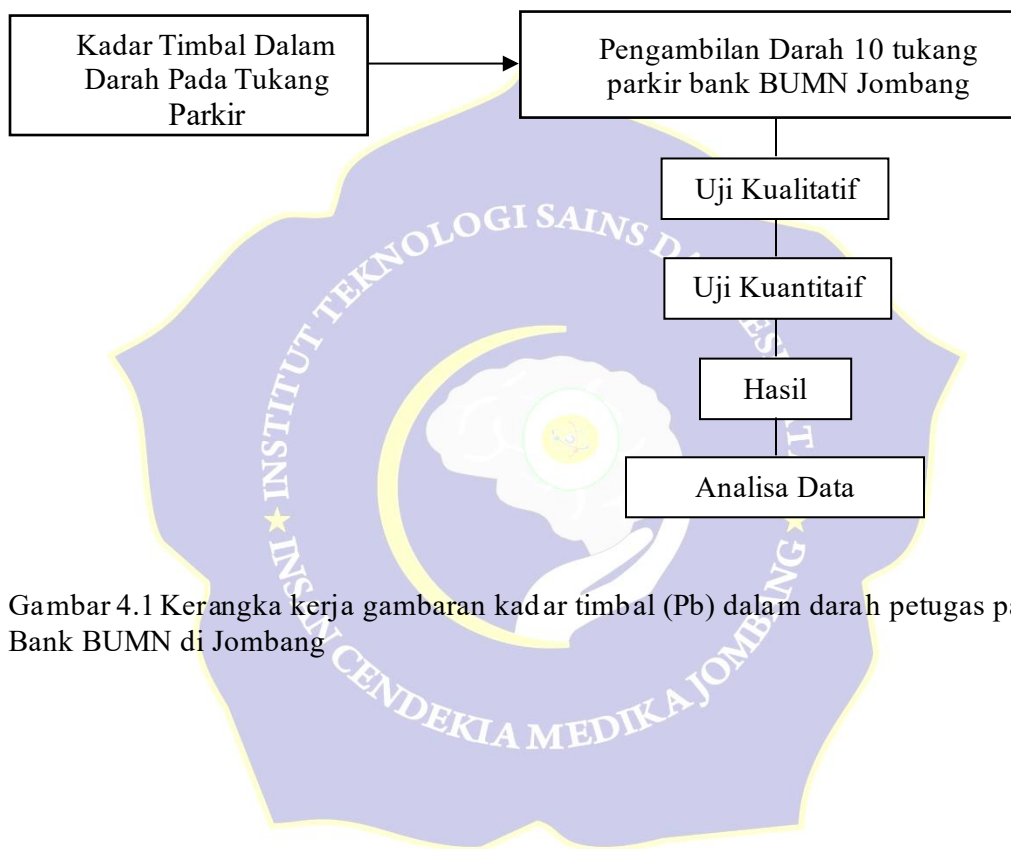 Kadar Timbal Dalam
Darah Pada Tukang
Parkir
Pengambilan Darah 10 tukang
parkir bank BUMN Jombang
Uji Kualitatif
Uji Kuantitaif
Hasil
Analisa Data
INSTITUT TEKNOLOGI SAINS
INSAN CENDEKIA MEDIKA JOMBANG
Gambar 4.1 Kerangka kerja gambaran kadar timbal (Pb) dalam darah petugas pa
Bank BUMN di Jombang